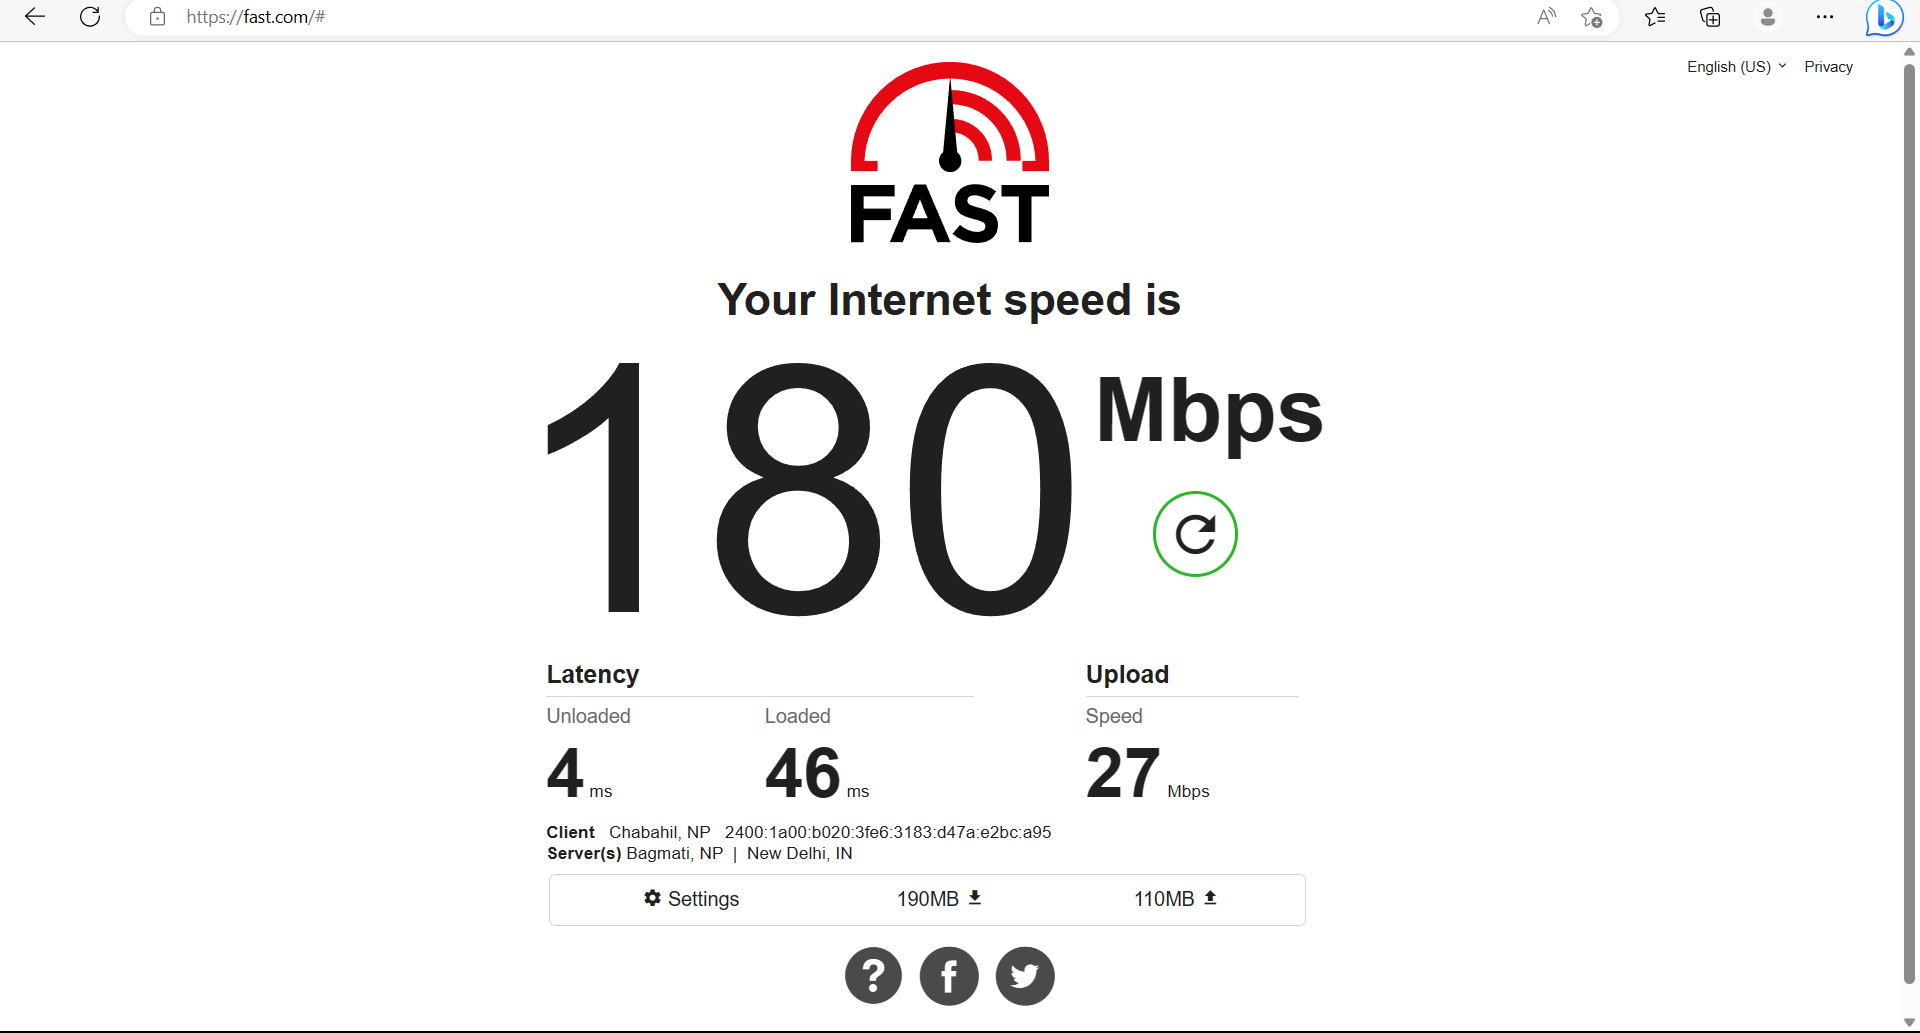 https://fast.com/#
English (US) Privacy
FAST
Your Internet speed is
180 Mbps
Latency Upload
Unloaded Loaded Speed
4 ms 46 ms 27 Mbps
Client Chabahil, NP 2400:1a00:b020:3fe6:3183:d47a:e2bc:a95
Server(s) Bagmati, NP | New Delhi, IN
Settings 190MB 110MB